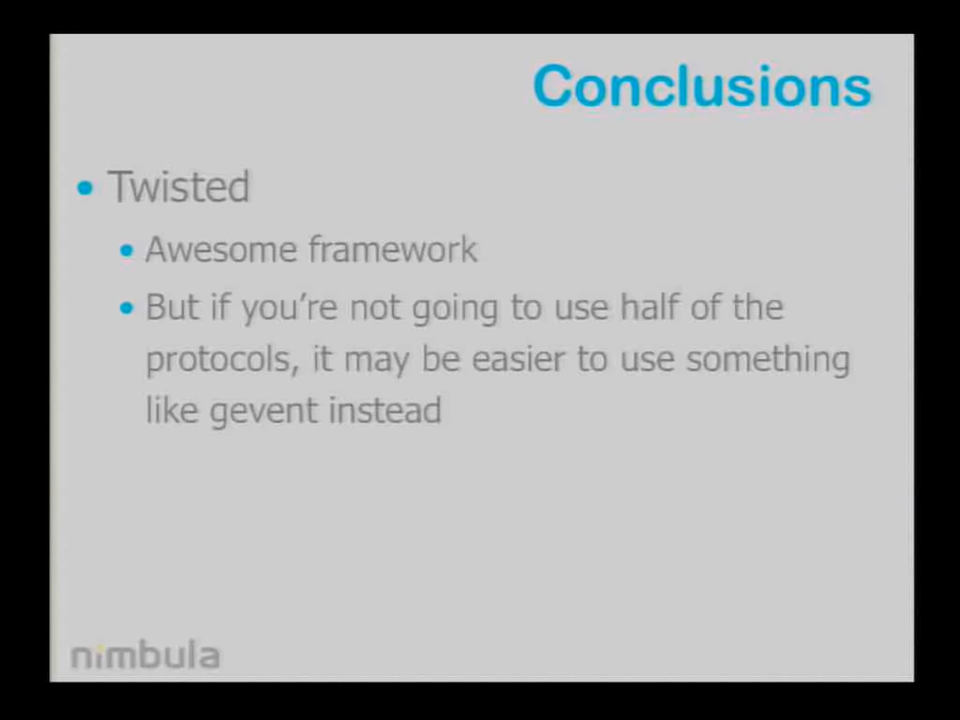 Conclusions
• Twisted
• Awesome framework
• But if you're not going to use half of the
protocols, it may be easier to use something
like gevent instead
nimbula